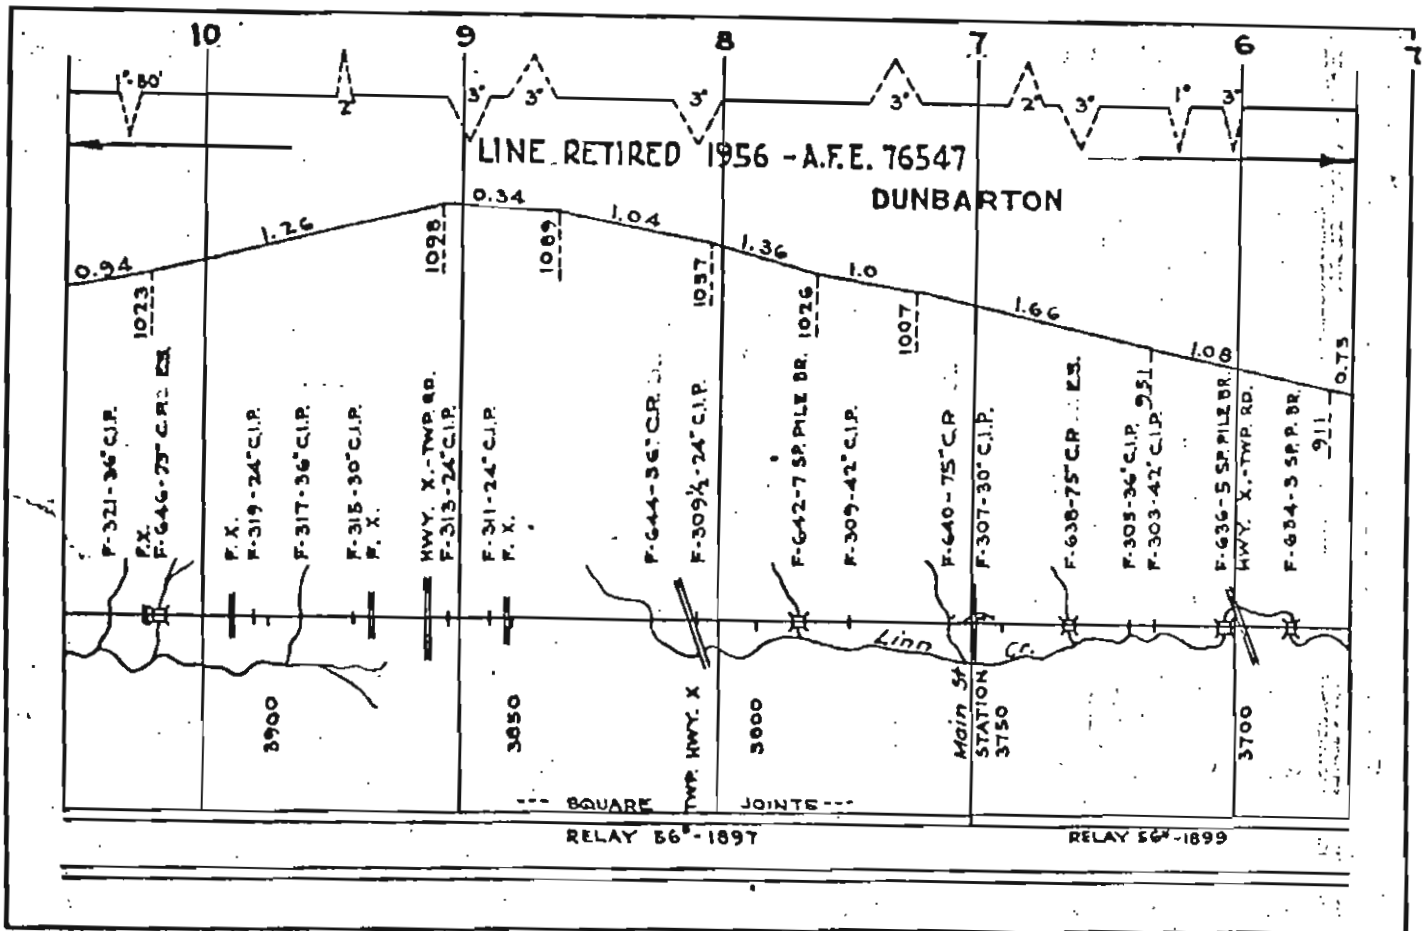 10 9 8 7 6 7
1°-30' 2° 3° 3° 3° 3° 2° 3° 1° 3°
LINE RETIRED 1956 - A.F.E. 76547
DUNBARTON
0.94 1.26 0.34 1.04 1.36 1.0 1.66 1.08 0.73
1023 1098 1089 1037 1026 1007 951 911
F-321-36" C.I.P.
P.X.
F-646-75" C.P.
P. X.
F-319-24" C.I.P.
F-317-36" C.I.P.
F-315-30" C.I.P.
P. X.
HWY. X.-TWP. RD.
F-313-24" C.I.P.
F-311-24" C.I.P.
P. X.
F-644-36" C.P.
F-309½-24" C.I.P.
F-642-7 SP. PILE BR.
F-309-42" C.I.P.
F-640-75" C.P
F-307-30" C.I.P.
F-638-75" C.P.
F-305-36" C.I.P.
F-303-42" C.I.P.
F-636-5 SP. PILE BR.
HWY. X.-TWP. RD.
F-634-3 SP. P. BR.
Linn Cr.
3900
3850
TWP. HWY. X
3800
Main St
STATION
3750
3700
--- SQUARE JOINTS ---
RELAY 56#-1897
RELAY 56#-1899